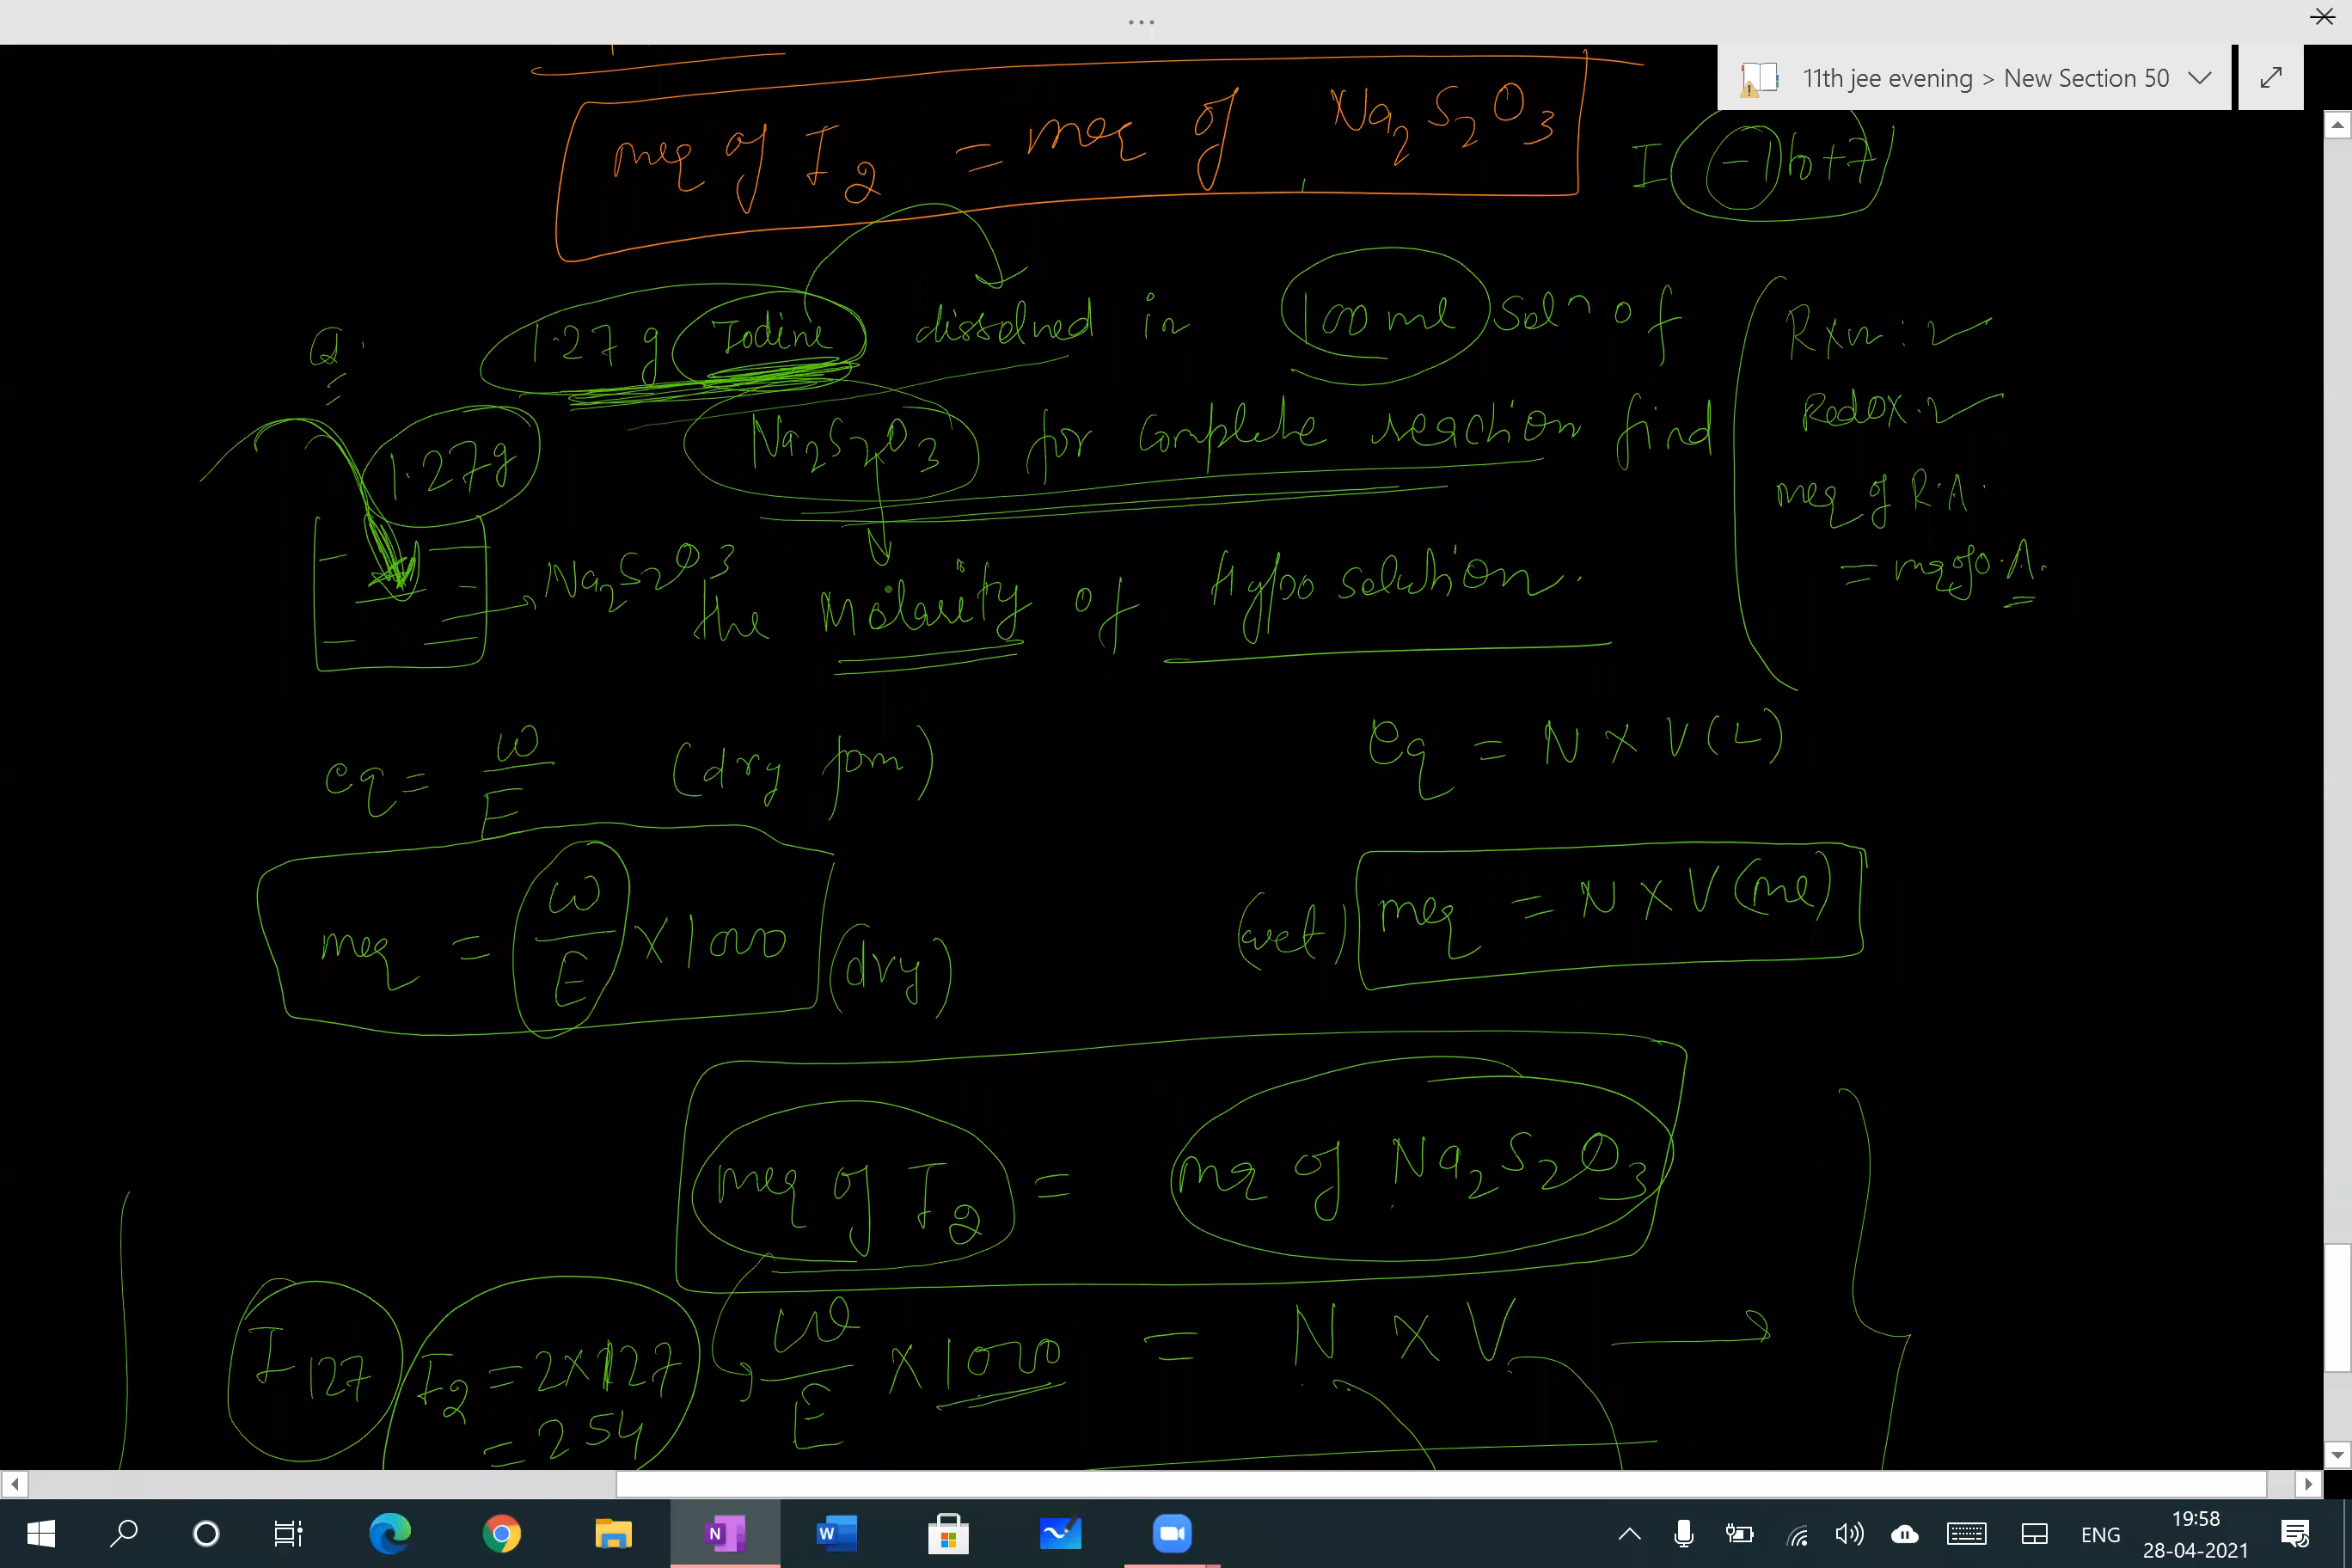 11th jee evening > New Section 50
meq of I2 = meq of Na2S2O3
I -1 to +7
Q.
1.27 g Iodine dissolved in 100 ml Solⁿ of
Na2S2O3 for complete reaction find
the Molarity of Hypo solution.
1.27g
Na2S2O3
N
Rxn :
Redox.
meq of R.A.
= meq of O.A.
eq = w/E (dry form)
eq = N x V (L)
meq = w/E x 1000 (dry)
(wet) meq = N x V (ml)
meq of I2 = meq of Na2S2O3
I 127
I2 = 2x127
= 254
w/E x 1000 = N x V
ENG
19:58
28-04-2021